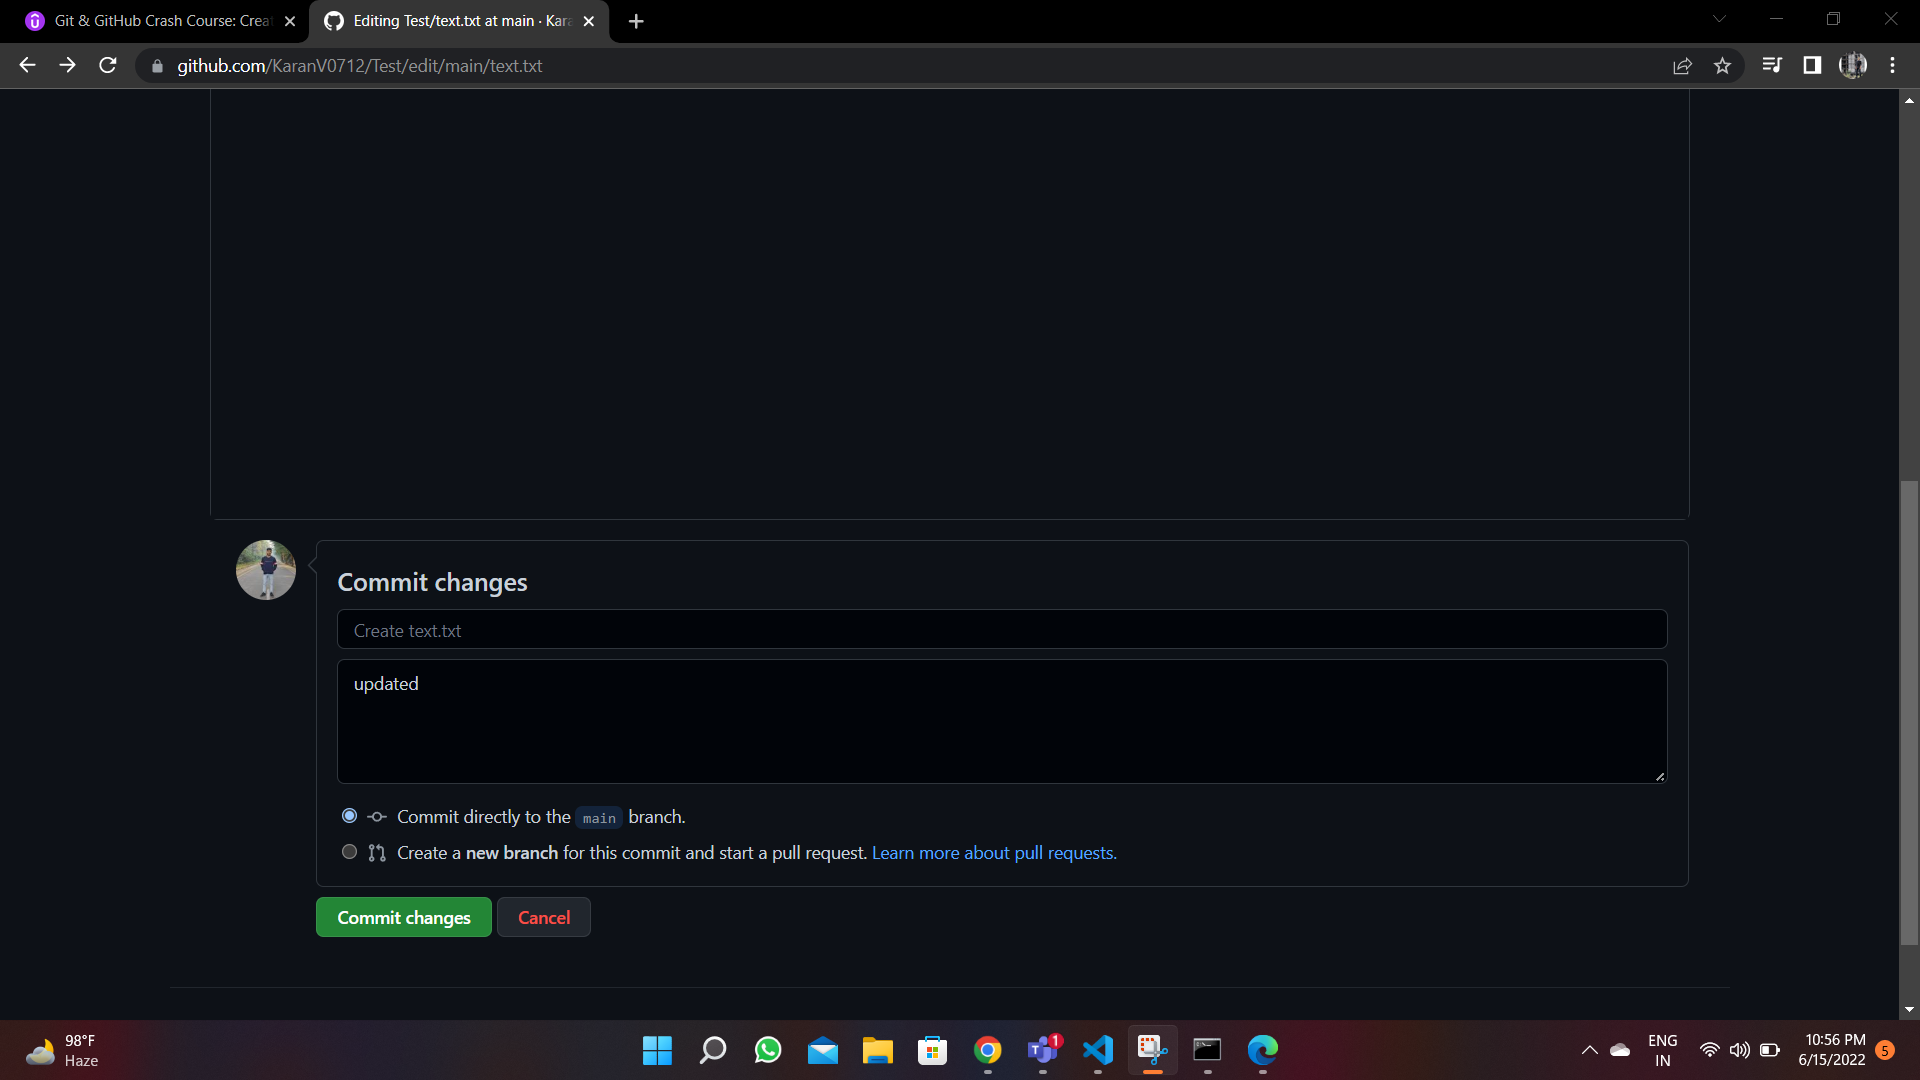 Git & GitHub Crash Course: Crea
Editing Test/text.txt at main · Kara
github.com/KaranV0712/Test/edit/main/text.txt
Commit changes
Create text.txt
updated
Commit directly to the main branch.
Create a new branch for this commit and start a pull request. Learn more about pull requests.
Commit changes
Cancel
98°F
Haze
1
ENG
IN
10:56 PM
6/15/2022
5